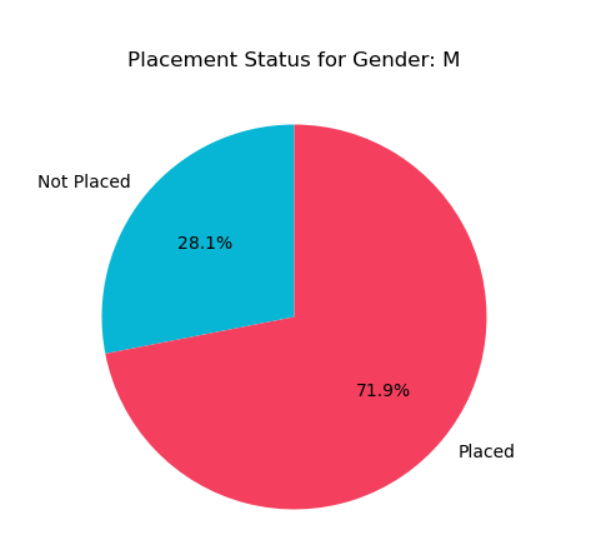 Placement Status for Gender: M
Not Placed
28.1%
71.9%
Placed